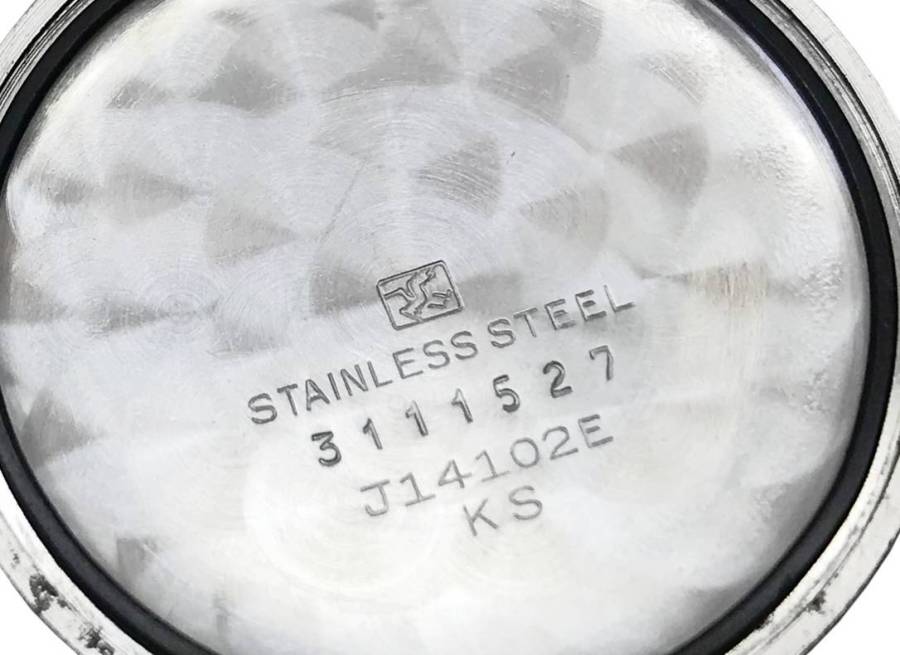 STAINLESS STEEL
3111527
J14102E
KS